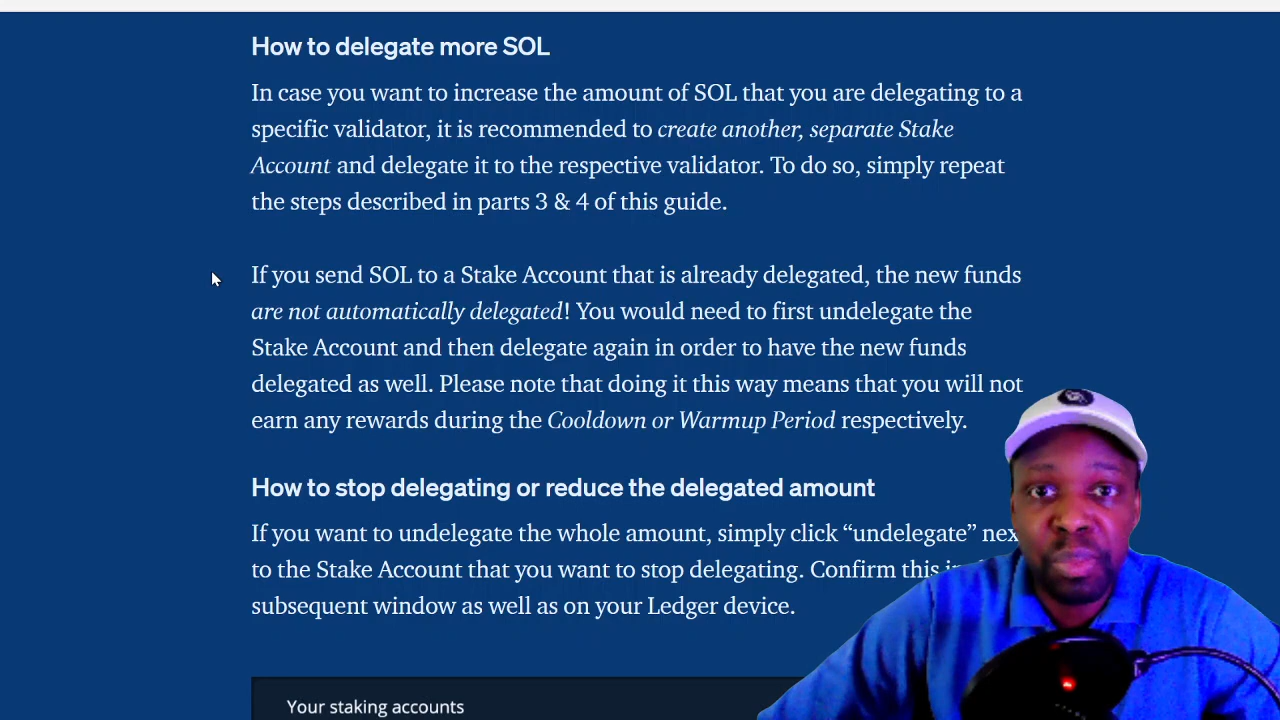 How to delegate more SOL
In case you want to increase the amount of SOL that you are delegating to a
specific validator, it is recommended to create another, separate Stake
Account and delegate it to the respective validator. To do so, simply repeat
the steps described in parts 3 & 4 of this guide.
If you send SOL to a Stake Account that is already delegated, the new funds
are not automatically delegated! You would need to first undelegate the
Stake Account and then delegate again in order to have the new funds
delegated as well. Please note that doing it this way means that you will not
earn any rewards during the Cooldown or Warmup Period respectively.
How to stop delegating or reduce the delegated amount
If you want to undelegate the whole amount, simply click “undelegate”
to the Stake Account that you want to stop delegating. Confirm this
subsequent window as well as on your Ledger device.
Your staking accounts